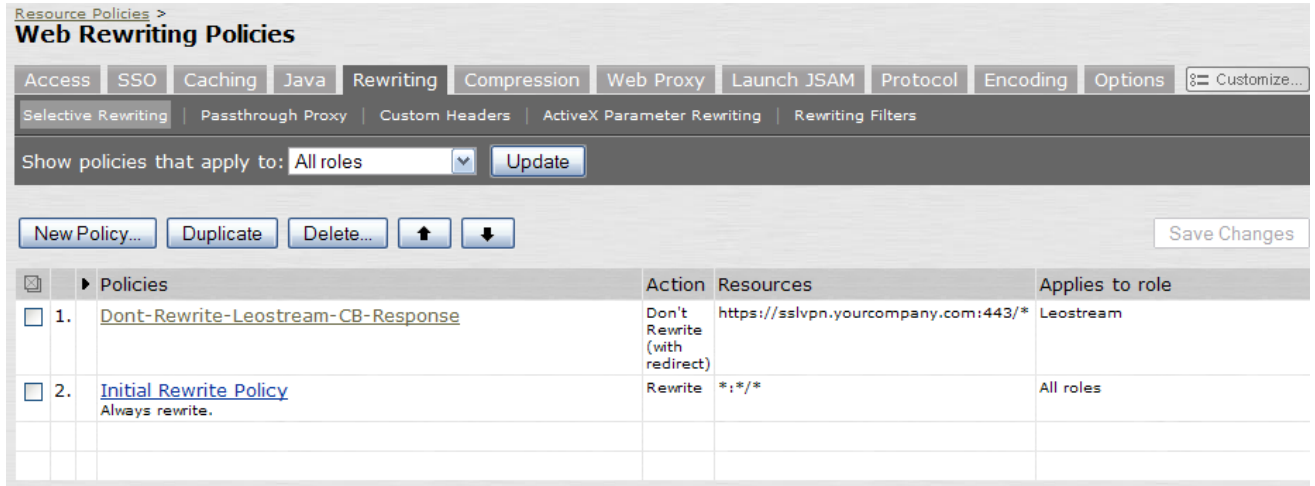 Resource Policies >
Web Rewriting Policies
Access SSO Caching Java Rewriting Compression Web Proxy Launch JSAM Protocol Encoding Options Customize...
Selective Rewriting | Passthrough Proxy | Custom Headers | ActiveX Parameter Rewriting | Rewriting Filters
Show policies that apply to: All roles Update
New Policy... Duplicate Delete... Save Changes
Policies Action Resources Applies to role
1. Dont-Rewrite-Leostream-CB-Response Don't https://sslvpn.yourcompany.com:443/* Leostream
Rewrite
(with
redirect)
2. Initial Rewrite Policy Rewrite *:*/* All roles
Always rewrite.